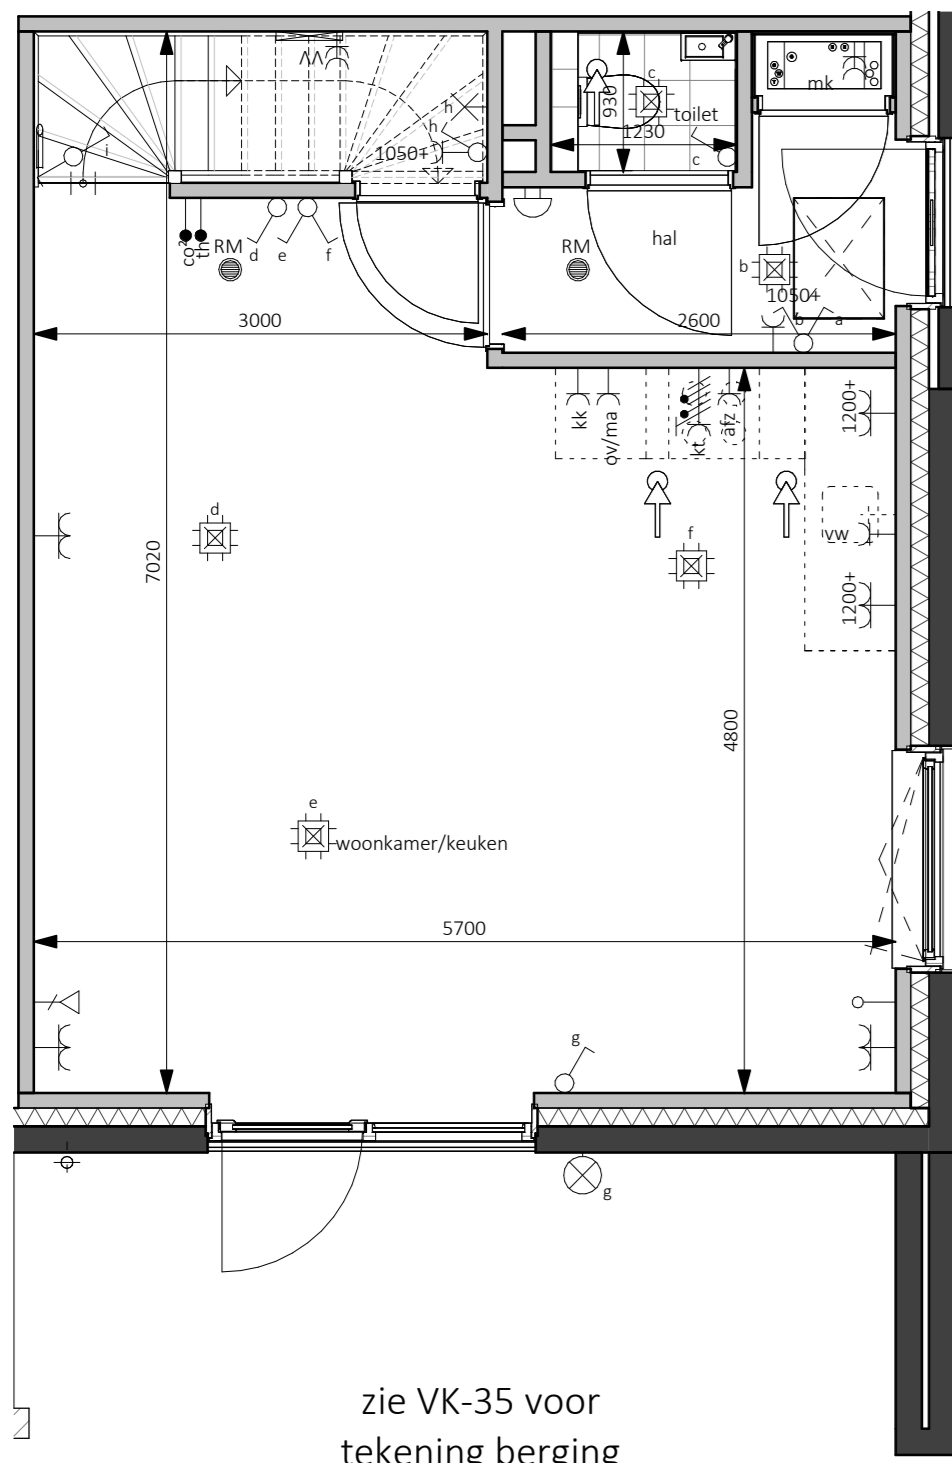 VV
930
c
toilet
1230
c
mk
h
h
i
1050+
co²
th
RM
d
e
f
RM
hal
b
1050+
b
a
3000
2600
kk
ov/ma
kt
afz
1200+
vw
1200+
d
f
7020
4800
e
woonkamer/keuken
5700
g
g
zie VK-35 voor
tekening berging